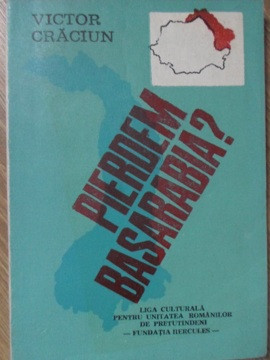 VICTOR
CRĂCIUN
PIERDEM
BASARABIA?
LIGA CULTURALĂ
PENTRU UNITATEA ROMÂNILOR
DE PRETUTINDENI
— FUNDAȚIA HERCULES —